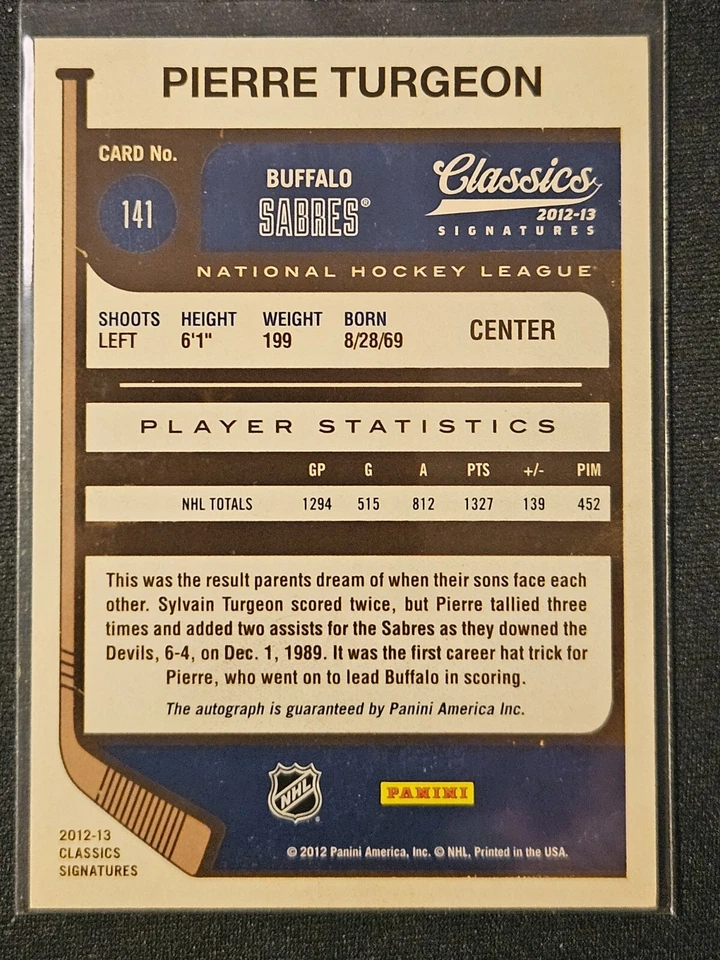 PIERRE TURGEON
CARD No.
141
BUFFALO
SABRES®
Classics
2012-13
SIGNATURES
NATIONAL HOCKEY LEAGUE
SHOOTS HEIGHT WEIGHT BORN
LEFT 6'1" 199 8/28/69
CENTER
PLAYER STATISTICS
GP G A PTS +/- PIM
NHL TOTALS 1294 515 812 1327 139 452
This was the result parents dream of when their sons face each
other. Sylvain Turgeon scored twice, but Pierre tallied three
times and added two assists for the Sabres as they downed the
Devils, 6-4, on Dec. 1, 1989. It was the first career hat trick for
Pierre, who went on to lead Buffalo in scoring.
The autograph is guaranteed by Panini America Inc.
NHL
PANINI
2012-13
CLASSICS
SIGNATURES
© 2012 Panini America, Inc. © NHL. Printed in the USA.